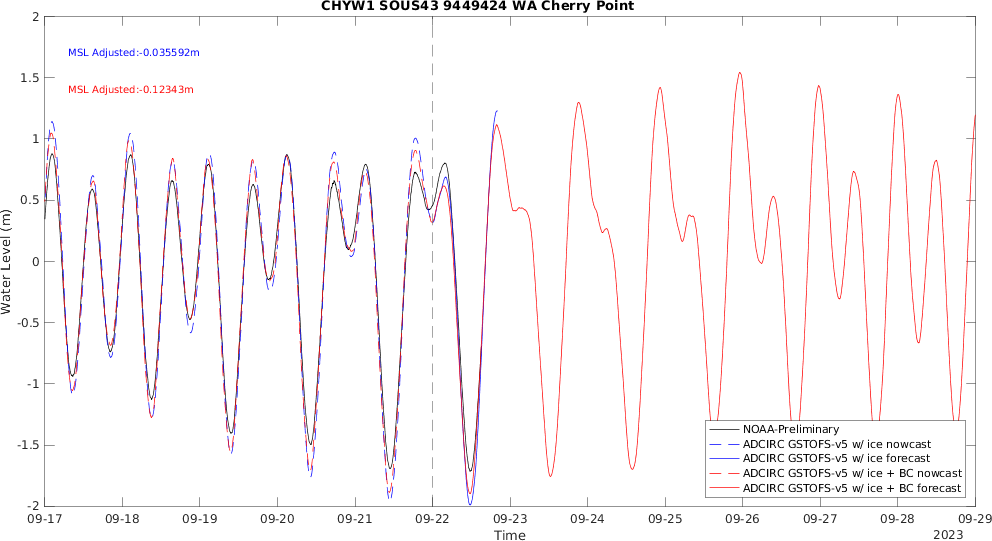 CHYW1 SOUS43 9449424 WA Cherry Point
MSL Adjusted:-0.035592m
MSL Adjusted:-0.12343m
Water Level (m)
2
1.5
1
0.5
0
-0.5
-1
-1.5
-2
NOAA-Preliminary
ADCIRC GSTOFS-v5 w/ ice nowcast
ADCIRC GSTOFS-v5 w/ ice forecast
ADCIRC GSTOFS-v5 w/ ice + BC nowcast
ADCIRC GSTOFS-v5 w/ ice + BC forecast
09-17 09-18 09-19 09-20 09-21 09-22 09-23 09-24 09-25 09-26 09-27 09-28 09-29
Time
2023